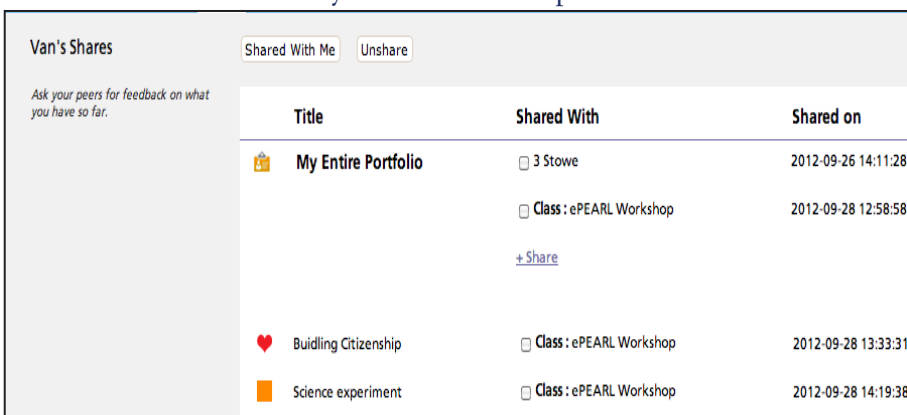 Van's Shares
Shared With Me Unshare
Ask your peers for feedback on what
you have so far.
Title Shared With Shared on
My Entire Portfolio 3 Stowe 2012-09-26 14:11:28
Class : ePEARL Workshop 2012-09-28 12:58:58
+ Share
Buidling Citizenship Class : ePEARL Workshop 2012-09-28 13:33:31
Science experiment Class : ePEARL Workshop 2012-09-28 14:19:38